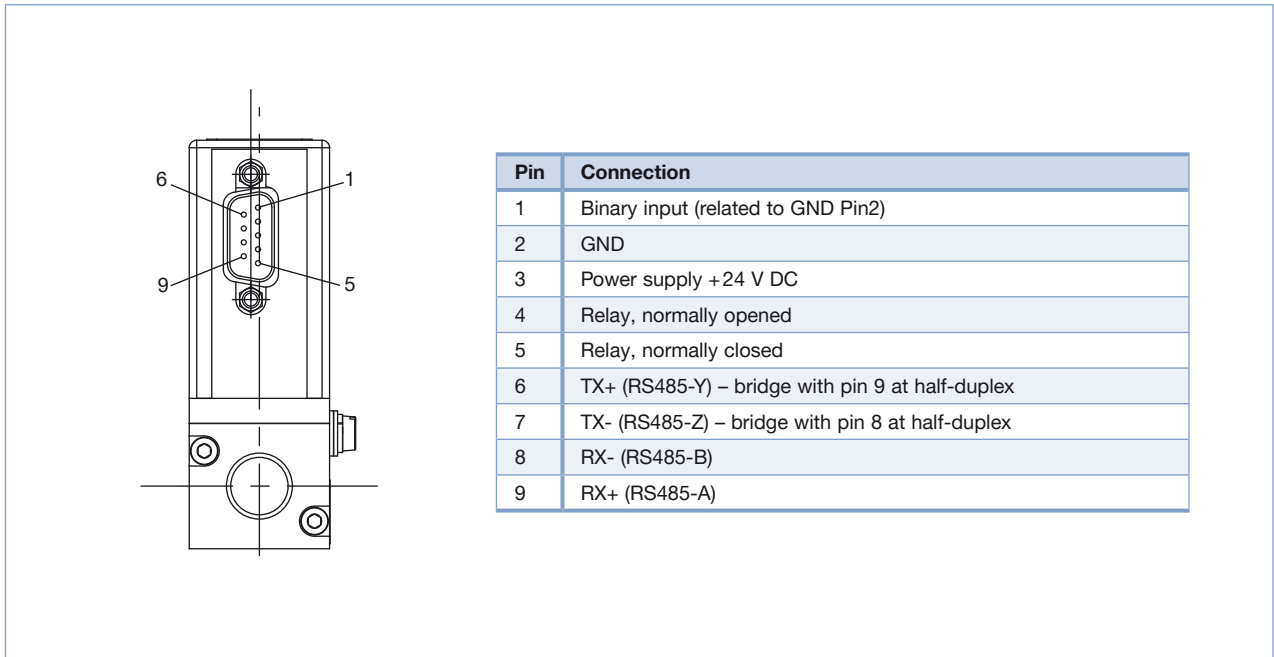 6
1
9
5
Pin Connection
1 Binary input (related to GND Pin2)
2 GND
3 Power supply +24 V DC
4 Relay, normally opened
5 Relay, normally closed
6 TX+ (RS485-Y) – bridge with pin 9 at half-duplex
7 TX- (RS485-Z) – bridge with pin 8 at half-duplex
8 RX- (RS485-B)
9 RX+ (RS485-A)